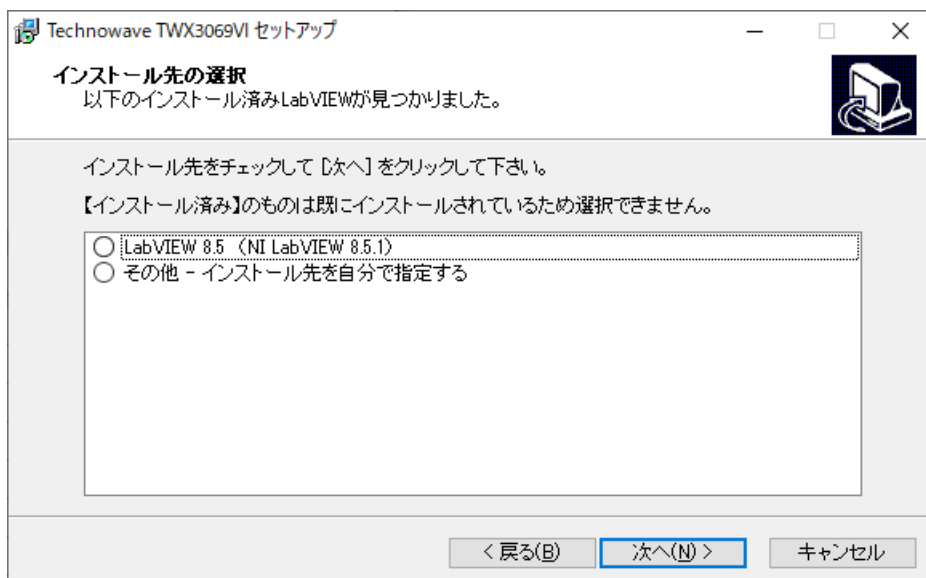 Technowave TWX3069VI セットアップ
インストール先の選択
以下のインストール済みLabVIEWが見つかりました。
インストール先をチェックして [次へ] をクリックして下さい。
【インストール済み】のものは既にインストールされているため選択できません。
LabVIEW 8.5 （NI LabVIEW 8.5.1）
その他 - インストール先を自分で指定する
< 戻る(B)
次へ(N) >
キャンセル